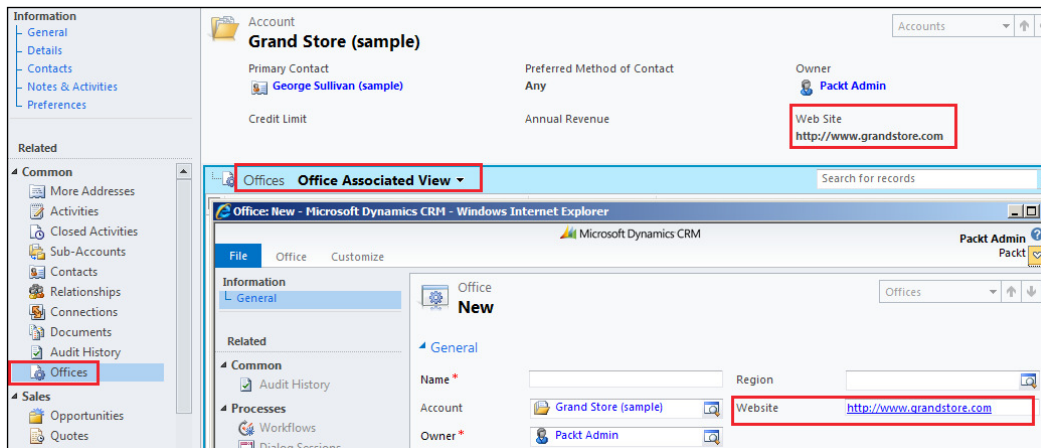 Information
General
Details
Contacts
Notes & Activities
Preferences
Related
Common
More Addresses
Activities
Closed Activities
Sub-Accounts
Contacts
Relationships
Connections
Documents
Audit History
Offices
Sales
Opportunities
Quotes
Account
Grand Store (sample)
Accounts
Primary Contact
George Sullivan (sample)
Preferred Method of Contact
Any
Owner
Packt Admin
Credit Limit
Annual Revenue
Web Site
http://www.grandstore.com
Offices Office Associated View
Search for records
Office: New - Microsoft Dynamics CRM - Windows Internet Explorer
Microsoft Dynamics CRM
Packt Admin
Packt
File Office Customize
Information
General
Related
Common
Audit History
Processes
Workflows
Dialog Sessions
Office
New
Offices
General
Name*
Region
Account Grand Store (sample)
Website http://www.grandstore.com
Owner* Packt Admin